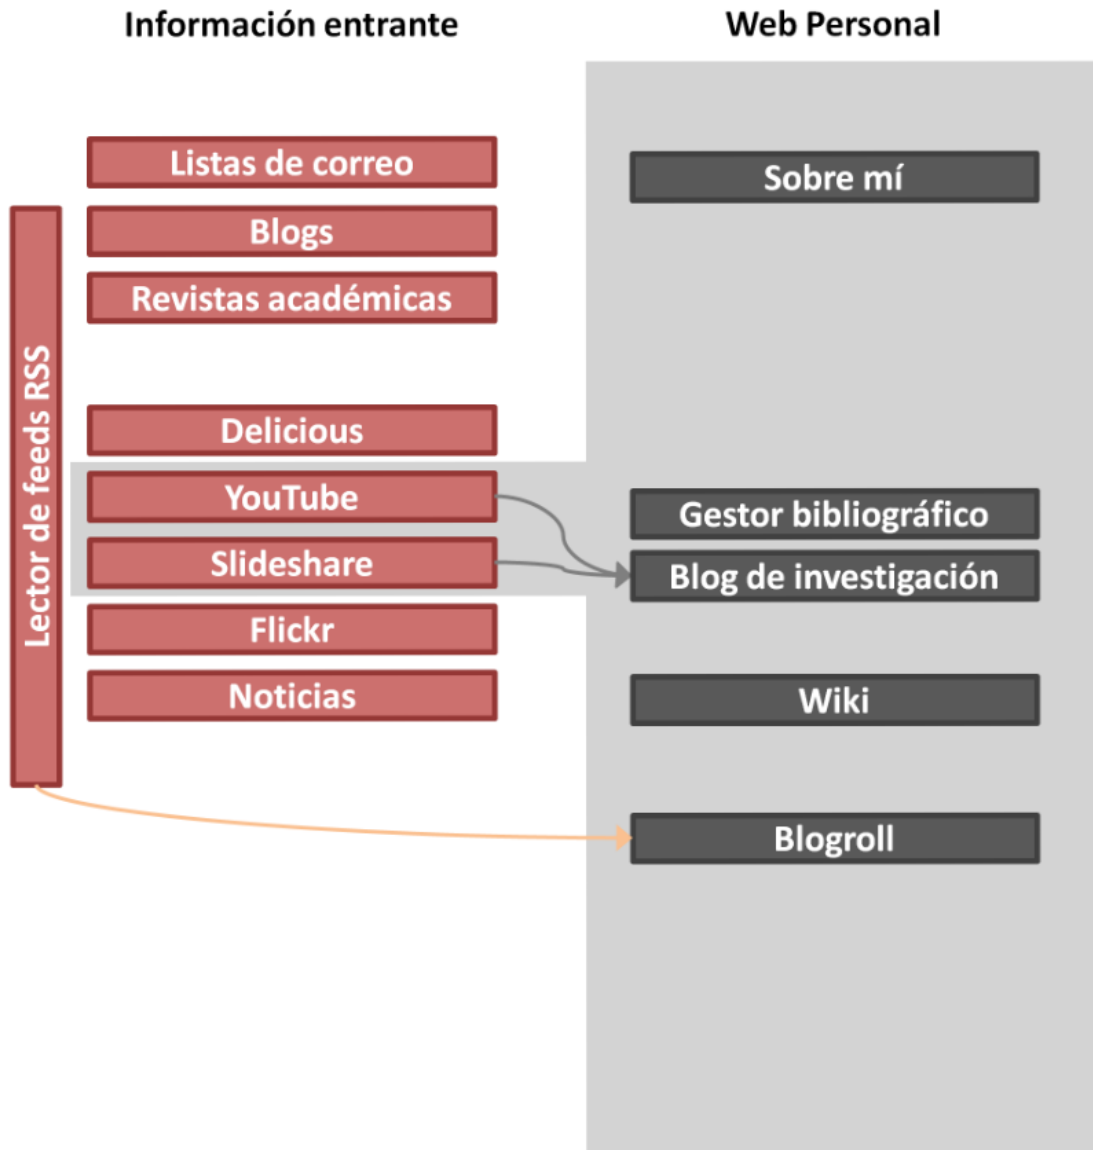 Información entrante
Web Personal
Listas de correo
Blogs
Revistas académicas
Lector de feeds RSS
Delicious
YouTube
Slideshare
Flickr
Noticias
Sobre mí
Gestor bibliográfico
Blog de investigación
Wiki
Blogroll